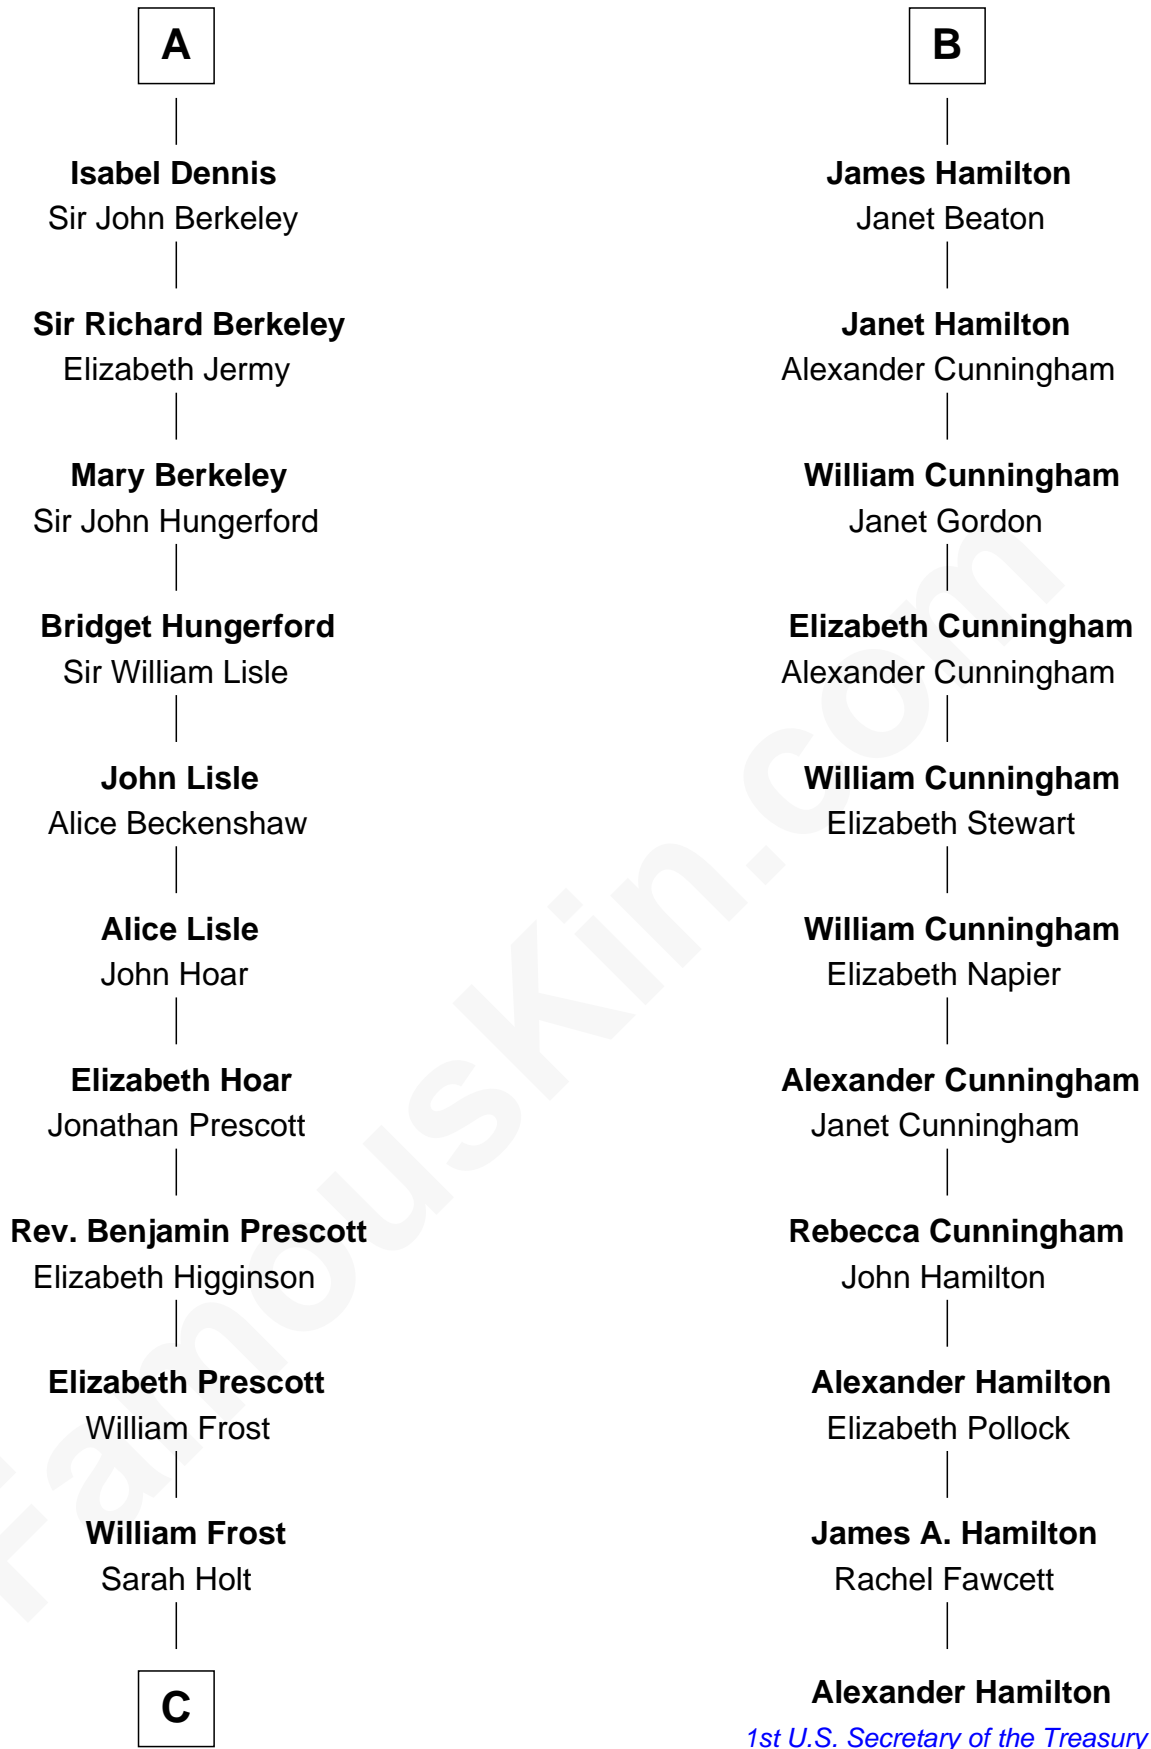 A
Isabel Dennis
Sir John Berkeley
Sir Richard Berkeley
Elizabeth Jermy
Mary Berkeley
Sir John Hungerford
Bridget Hungerford
Sir William Lisle
John Lisle
Alice Beckenshaw
Alice Lisle
John Hoar
Elizabeth Hoar
Jonathan Prescott
Rev. Benjamin Prescott
Elizabeth Higginson
Elizabeth Prescott
William Frost
William Frost
Sarah Holt
C
B
James Hamilton
Janet Beaton
Janet Hamilton
Alexander Cunningham
William Cunningham
Janet Gordon
Elizabeth Cunningham
Alexander Cunningham
William Cunningham
Elizabeth Stewart
William Cunningham
Elizabeth Napier
Alexander Cunningham
Janet Cunningham
Rebecca Cunningham
John Hamilton
Alexander Hamilton
Elizabeth Pollock
James A. Hamilton
Rachel Fawcett
Alexander Hamilton
1st U.S. Secretary of the Treasury
FamousKin.com